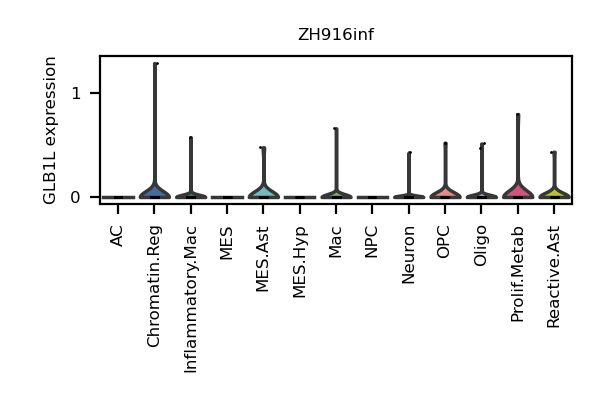 ZH916inf
GLB1L expression
1
0
AC
Chromatin.Reg
Inflammatory.Mac
MES
MES.Ast
MES.Hyp
Mac
NPC
Neuron
OPC
Oligo
Prolif.Metab
Reactive.Ast